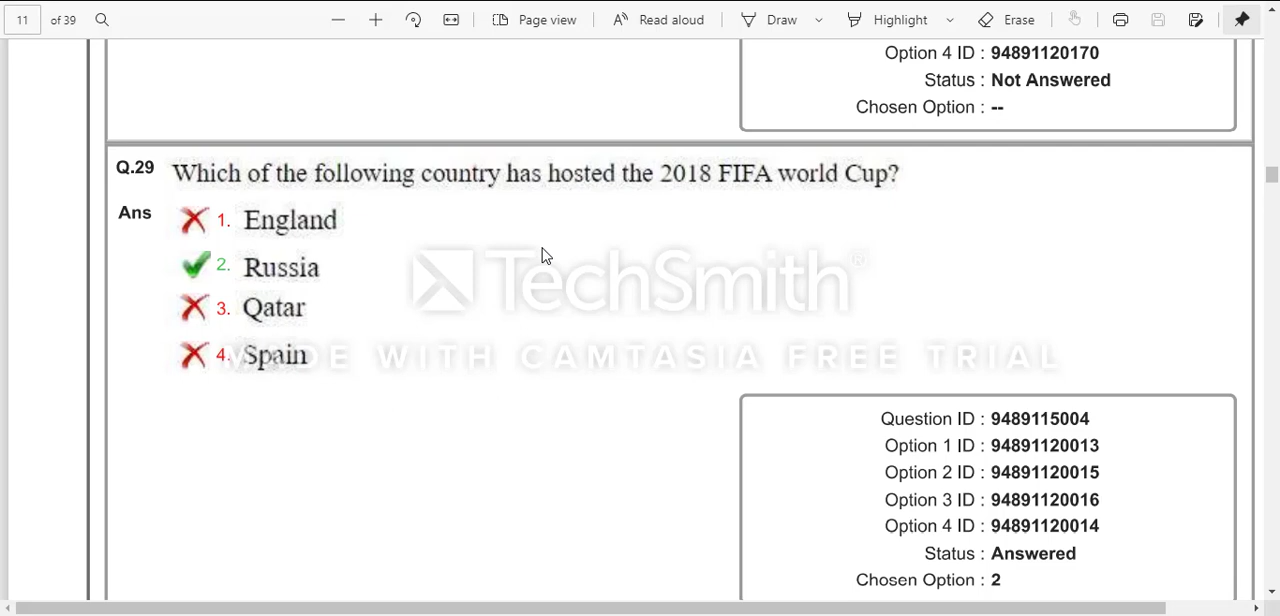 11 of 39 Page view Read aloud Draw Highlight Erase
Option 4 ID : 94891120170
Status : Not Answered
Chosen Option : --
Q.29 Which of the following country has hosted the 2018 FIFA world Cup?
Ans 1. England
2. Russia
3. Qatar
4. Spain
TechSmith®
MADE WITH CAMTASIA FREE TRIAL
Question ID : 9489115004
Option 1 ID : 94891120013
Option 2 ID : 94891120015
Option 3 ID : 94891120016
Option 4 ID : 94891120014
Status : Answered
Chosen Option : 2